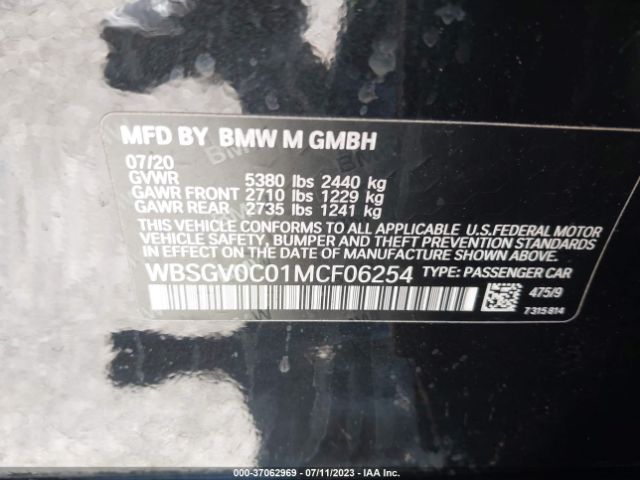 MFD BY BMW M GMBH
07/20
GVWR 5380 lbs 2440 kg
GAWR FRONT 2710 lbs 1229 kg
GAWR REAR 2735 lbs 1241 kg
THIS VEHICLE CONFORMS TO ALL APPLICABLE U.S.FEDERAL MOTOR
VEHICLE SAFETY, BUMPER AND THEFT PREVENTION STANDARDS
IN EFFECT ON THE DATE OF MANUFACTURE SHOWN ABOVE.
WBSGV0C01MCF06254 TYPE: PASSENGER CAR
475/9
7315814
000-37062969 - 07/11/2023 - IAA Inc.